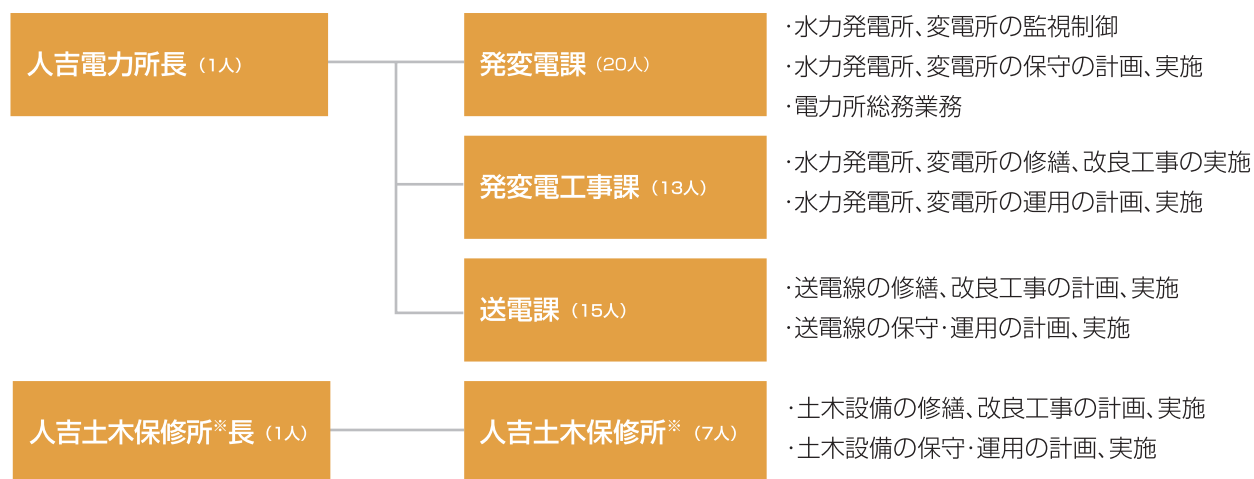 人吉電力所長（1人）
発変電課（20人）
・水力発電所、変電所の監視制御
・水力発電所、変電所の保守の計画、実施
・電力所総務業務
発変電工事課（13人）
・水力発電所、変電所の修繕、改良工事の実施
・水力発電所、変電所の運用の計画、実施
送電課（15人）
・送電線の修繕、改良工事の計画、実施
・送電線の保守・運用の計画、実施
人吉土木保修所※長（1人）
人吉土木保修所※（7人）
・土木設備の修繕、改良工事の計画、実施
・土木設備の保守・運用の計画、実施